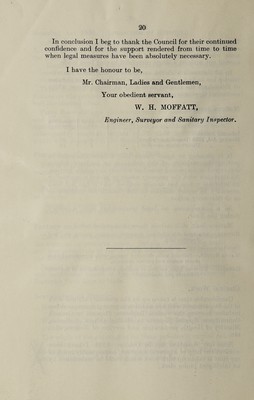 20
In conclusion I beg to thank the Council for their continued
confidence and for the support rendered from time to time
when legal measures have been absolutely necessary.
I have the honour to be,
Mr. Chairman, Ladies and Gentlemen,
Your obedient servant,
W. H. MOFFATT,
Engineer, Surveyor and Sanitary Inspector.